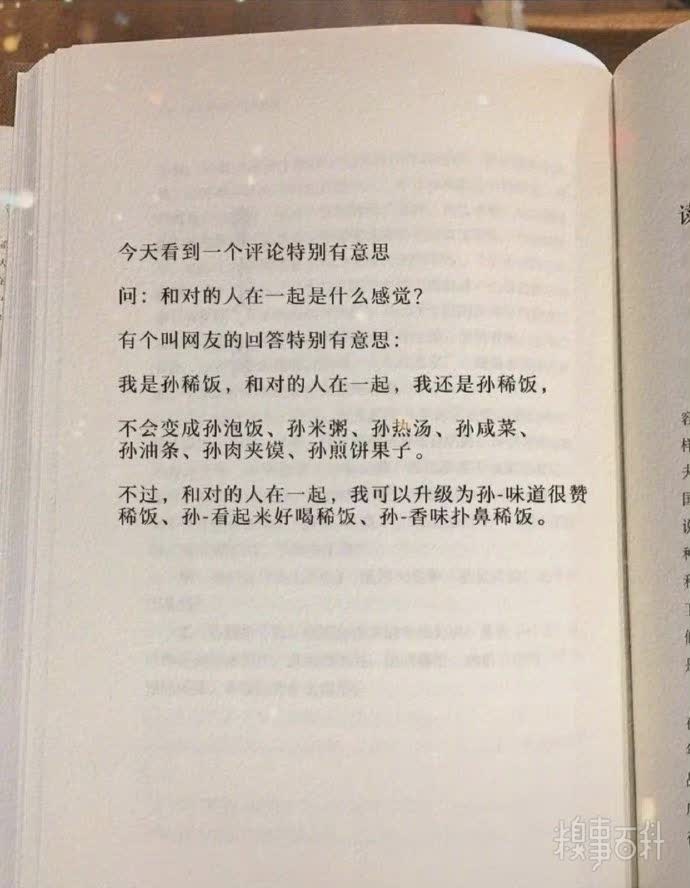 今天看到一个评论特别有意思
问：和对的人在一起是什么感觉？
有个叫网友的回答特别有意思：
我是孙稀饭，和对的人在一起，我还是孙稀饭，
不会变成孙泡饭、孙米粥、孙热汤、孙咸菜、
孙油条、孙肉夹馍、孙煎饼果子。
不过，和对的人在一起，我可以升级为孙-味道很赞
稀饭、孙-看起来好喝稀饭、孙-香味扑鼻稀饭。
糗事百科